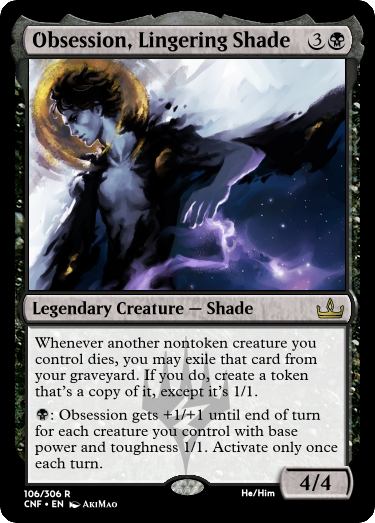 Obsession, Lingering Shade 3
Legendary Creature — Shade
Whenever another nontoken creature you
control dies, you may exile that card from
your graveyard. If you do, create a token
that's a copy of it, except it's 1/1.
: Obsession gets +1/+1 until end of turn
for each creature you control with base
power and toughness 1/1. Activate only once
each turn.
4/4
106/306 R
He/Him
CNF • EN AkiMao